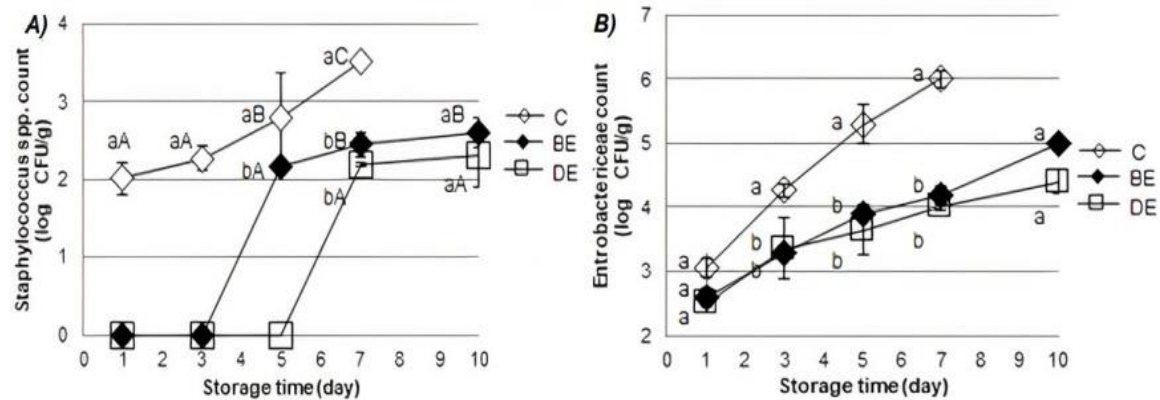 A)
Staphylococcus spp. count
(log CFU/g)
4
3
2
1
0
0 1 2 3 4 5 6 7 8 9 10
Storage time (day)
aA
aA
aB
aC
bA
bB
aB
bA
aA
C
BE
DE
B)
Entrobactericeae count
(log CFU/g)
7
6
5
4
3
2
0 1 2 3 4 5 6 7 8 9 10
Storage time (day)
a
a
a
a
a
a
b
b
b
b
b
b
a
a
C
BE
DE